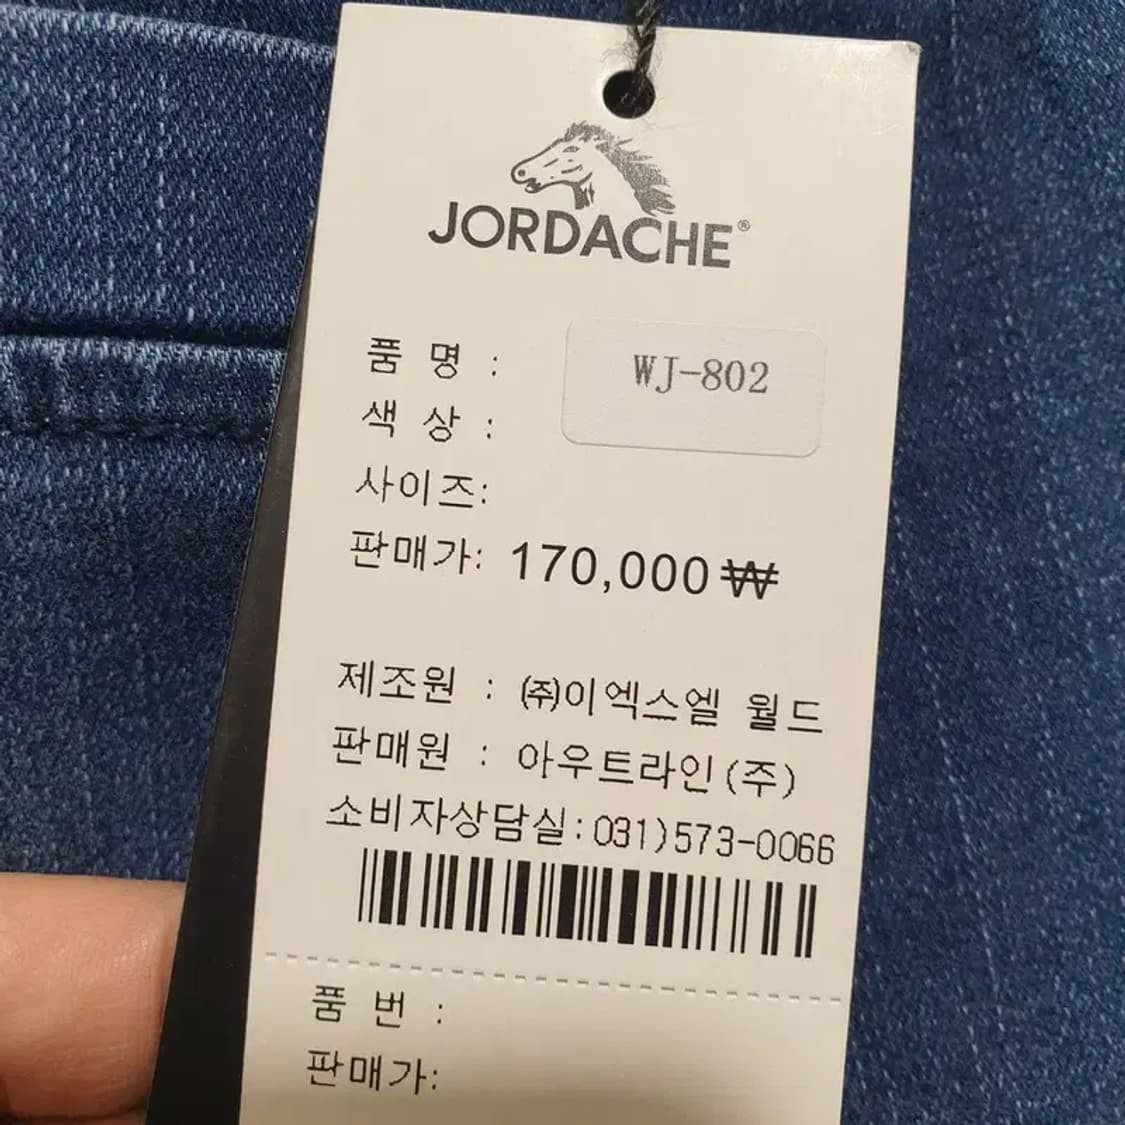 JORDACHE®
품 명 : WJ-802
색 상 :
사이즈:
판매가: 170,000₩
제조원 : ㈜이엑스엘 월드
판매원 : 아우트라인(주)
소비자상담실:031)573-0066
품 번 :
판매가: